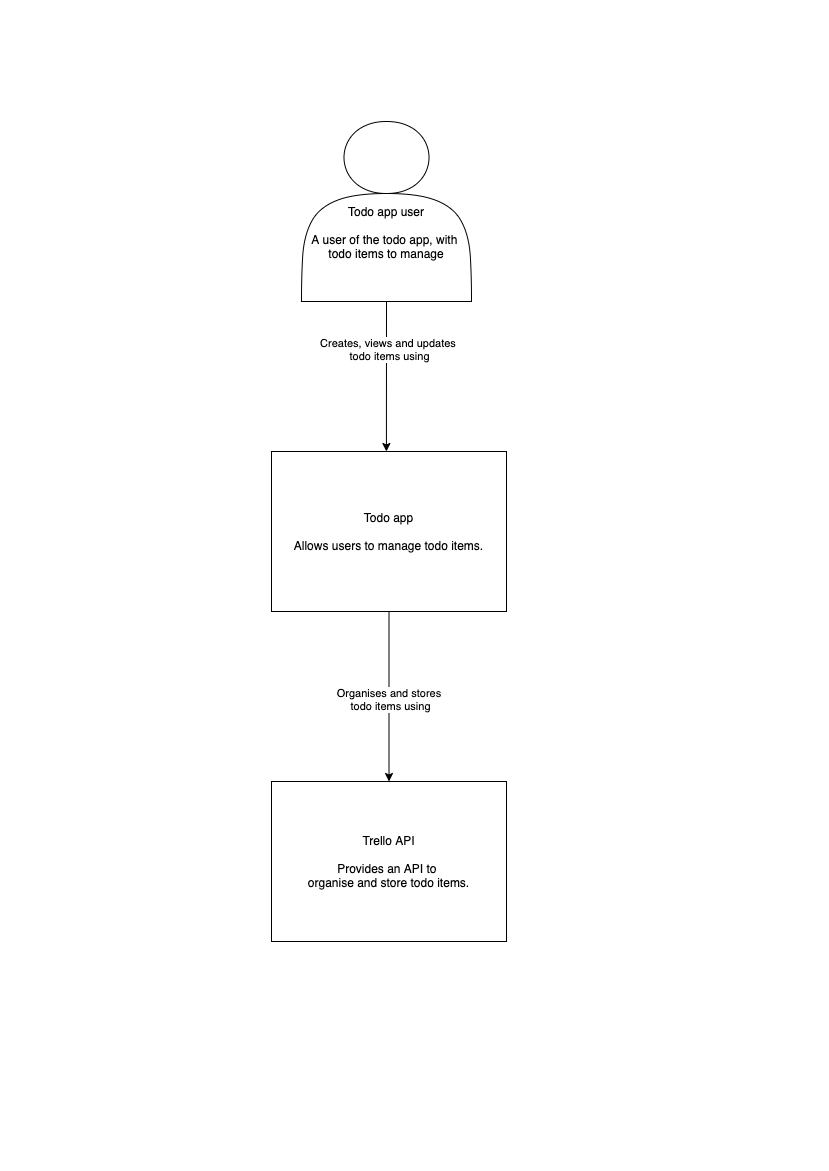 Todo app user
A user of the todo app, with
todo items to manage
Creates, views and updates
todo items using
Todo app
Allows users to manage todo items.
Organises and stores
todo items using
Trello API
Provides an API to
organise and store todo items.